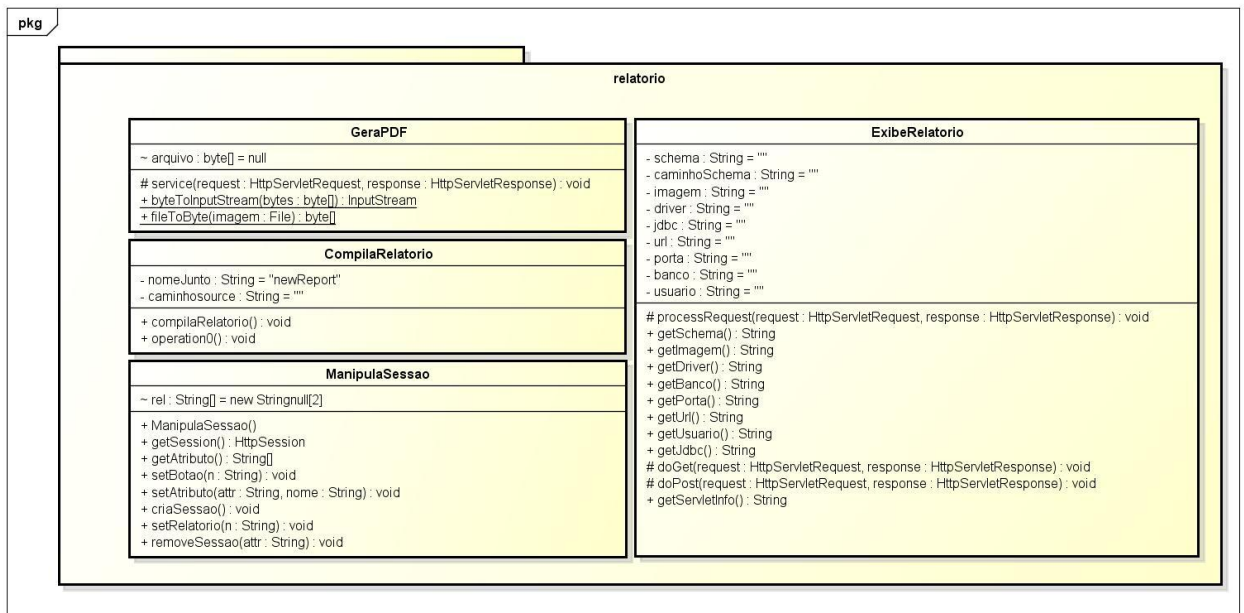 pkg
relatorio
GeraPDF
~ arquivo : byte[] = null
# service(request : HttpServletRequest, response : HttpServletResponse) : void
+ byteToInputStream(bytes : byte[]) : InputStream
+ fileToByte(imagem : File) : byte[]
CompilaRelatorio
- nomeJunto : String = "newReport"
- caminhosource : String = ""
+ compilaRelatorio() : void
+ operation0() : void
ManipulaSessao
~ rel : String[] = new Stringnull[2]
+ ManipulaSessao()
+ getSession() : HttpSession
+ getAtributo() : String[]
+ setBotao(n : String) : void
+ setAtributo(attr : String, nome : String) : void
+ criaSessao() : void
+ setRelatorio(n : String) : void
+ removeSessao(attr : String) : void
ExibeRelatorio
- schema : String = ""
- caminhoSchema : String = ""
- imagem : String = ""
- driver : String = ""
- jdbc : String = ""
- url : String = ""
- porta : String = ""
- banco : String = ""
- usuario : String = ""
# processRequest(request : HttpServletRequest, response : HttpServletResponse) : void
+ getSchema() : String
+ getImagem() : String
+ getDriver() : String
+ getBanco() : String
+ getPorta() : String
+ getUrl() : String
+ getUsuario() : String
+ getJdbc() : String
# doGet(request : HttpServletRequest, response : HttpServletResponse) : void
# doPost(request : HttpServletRequest, response : HttpServletResponse) : void
+ getServletInfo() : String